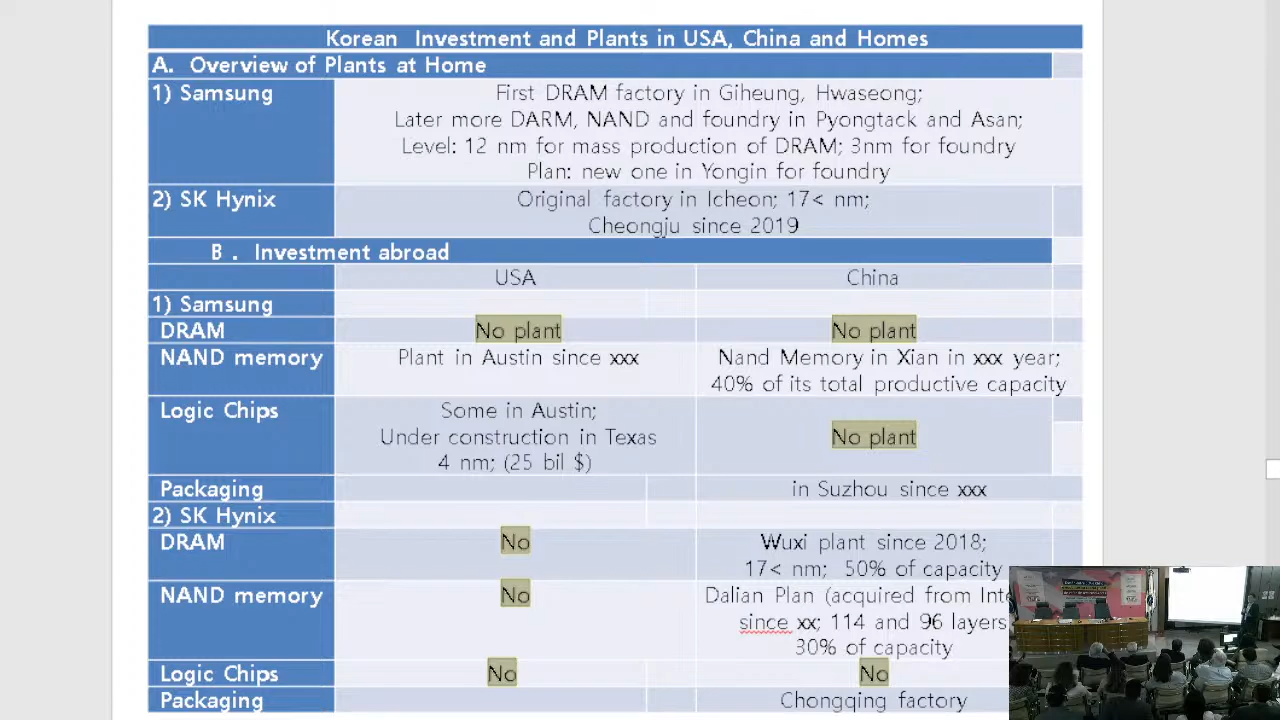 Korean Investment and Plants in USA, China and Homes
A. Overview of Plants at Home
1) Samsung
First DRAM factory in Giheung, Hwaseong;
Later more DARM, NAND and foundry in Pyongtack and Asan;
Level: 12 nm for mass production of DRAM; 3nm for foundry
Plan: new one in Yongin for foundry
2) SK Hynix
Original factory in Icheon; 17< nm;
Cheongju since 2019
B . Investment abroad
USA China
1) Samsung
DRAM No plant No plant
NAND memory Plant in Austin since xxx Nand Memory in Xian in xxx year;
40% of its total productive capacity
Logic Chips Some in Austin;
Under construction in Texas No plant
4 nm; (25 bil $)
Packaging in Suzhou since xxx
2) SK Hynix
DRAM No Wuxi plant since 2018;
17< nm; 50% of capacity
NAND memory No Dalian Plan (acquired from Inte
since xx; 114 and 96 layers
30% of capacity
Logic Chips No No
Packaging Chongqing factory